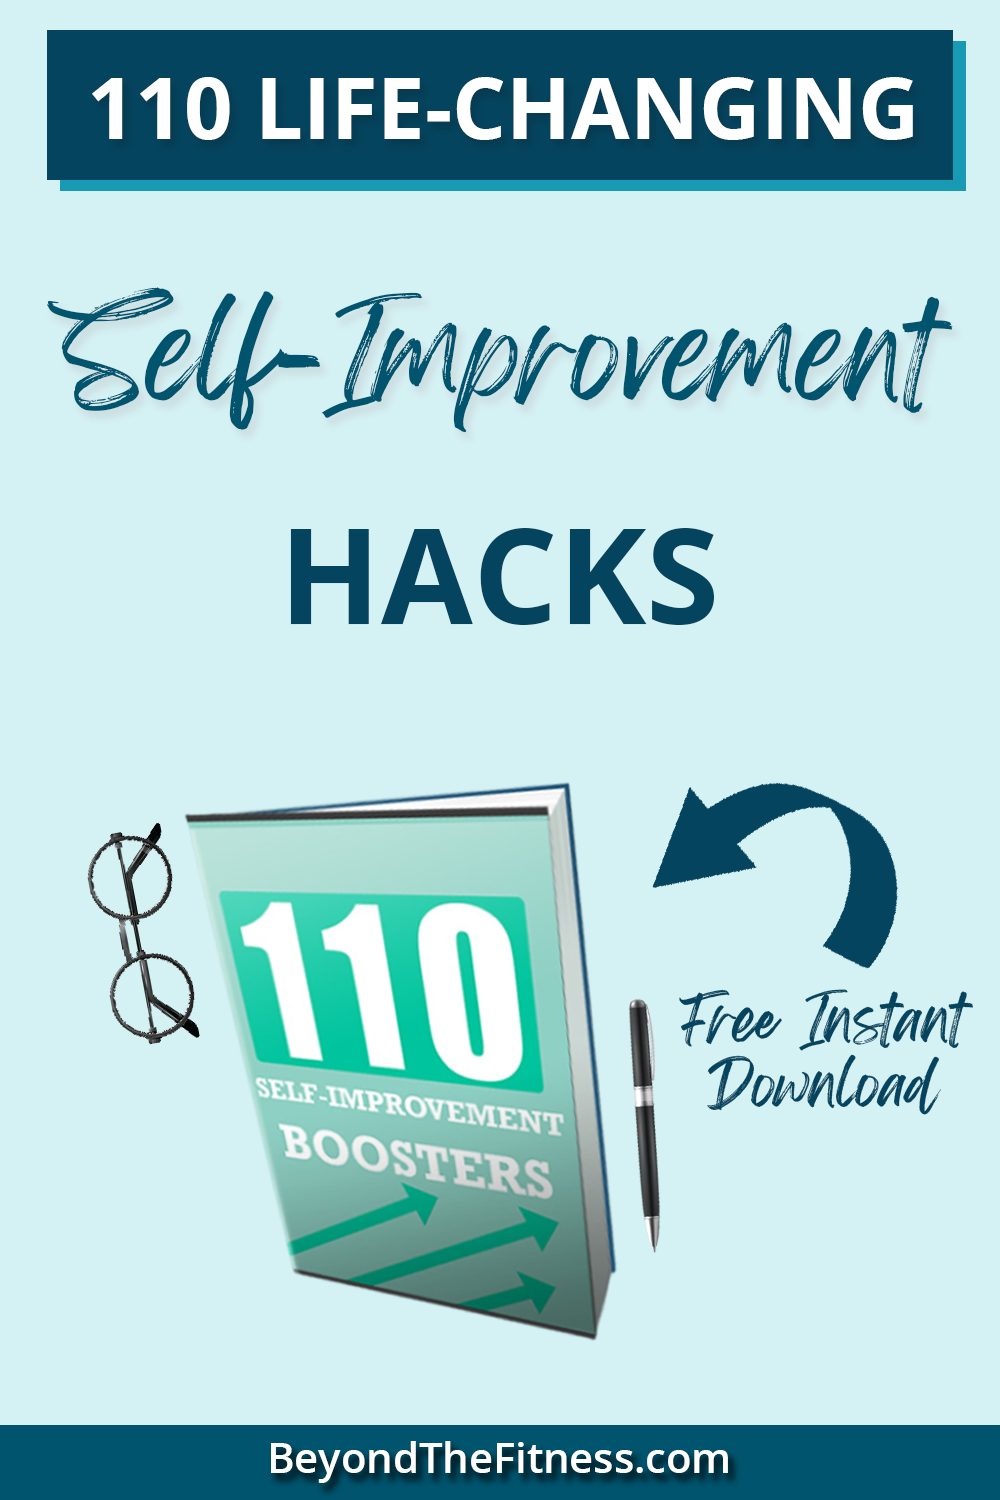 110 LIFE-CHANGING
Self-Improvement
HACKS
110
SELF-IMPROVEMENT
BOOSTERS
Free Instant
Download
BeyondTheFitness.com